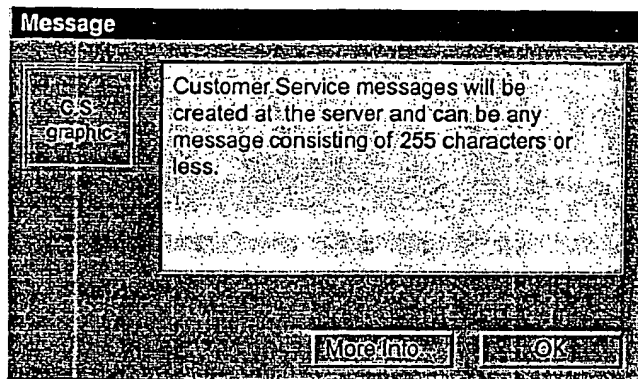 Message
C.S.
graphic
Customer Service messages will be
created at the server and can be any
message consisting of 255 characters or
less.
More Info... OK